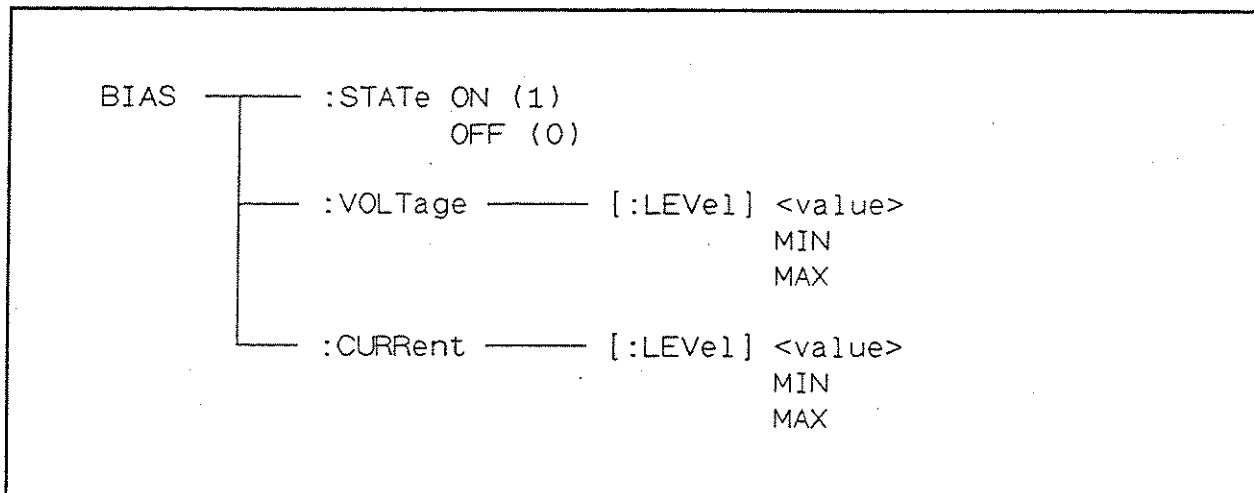 BIAS :STATe ON (1)
OFF (0)
:VOLTage [:LEVel] <value>
MIN
MAX
:CURRent [:LEVel] <value>
MIN
MAX